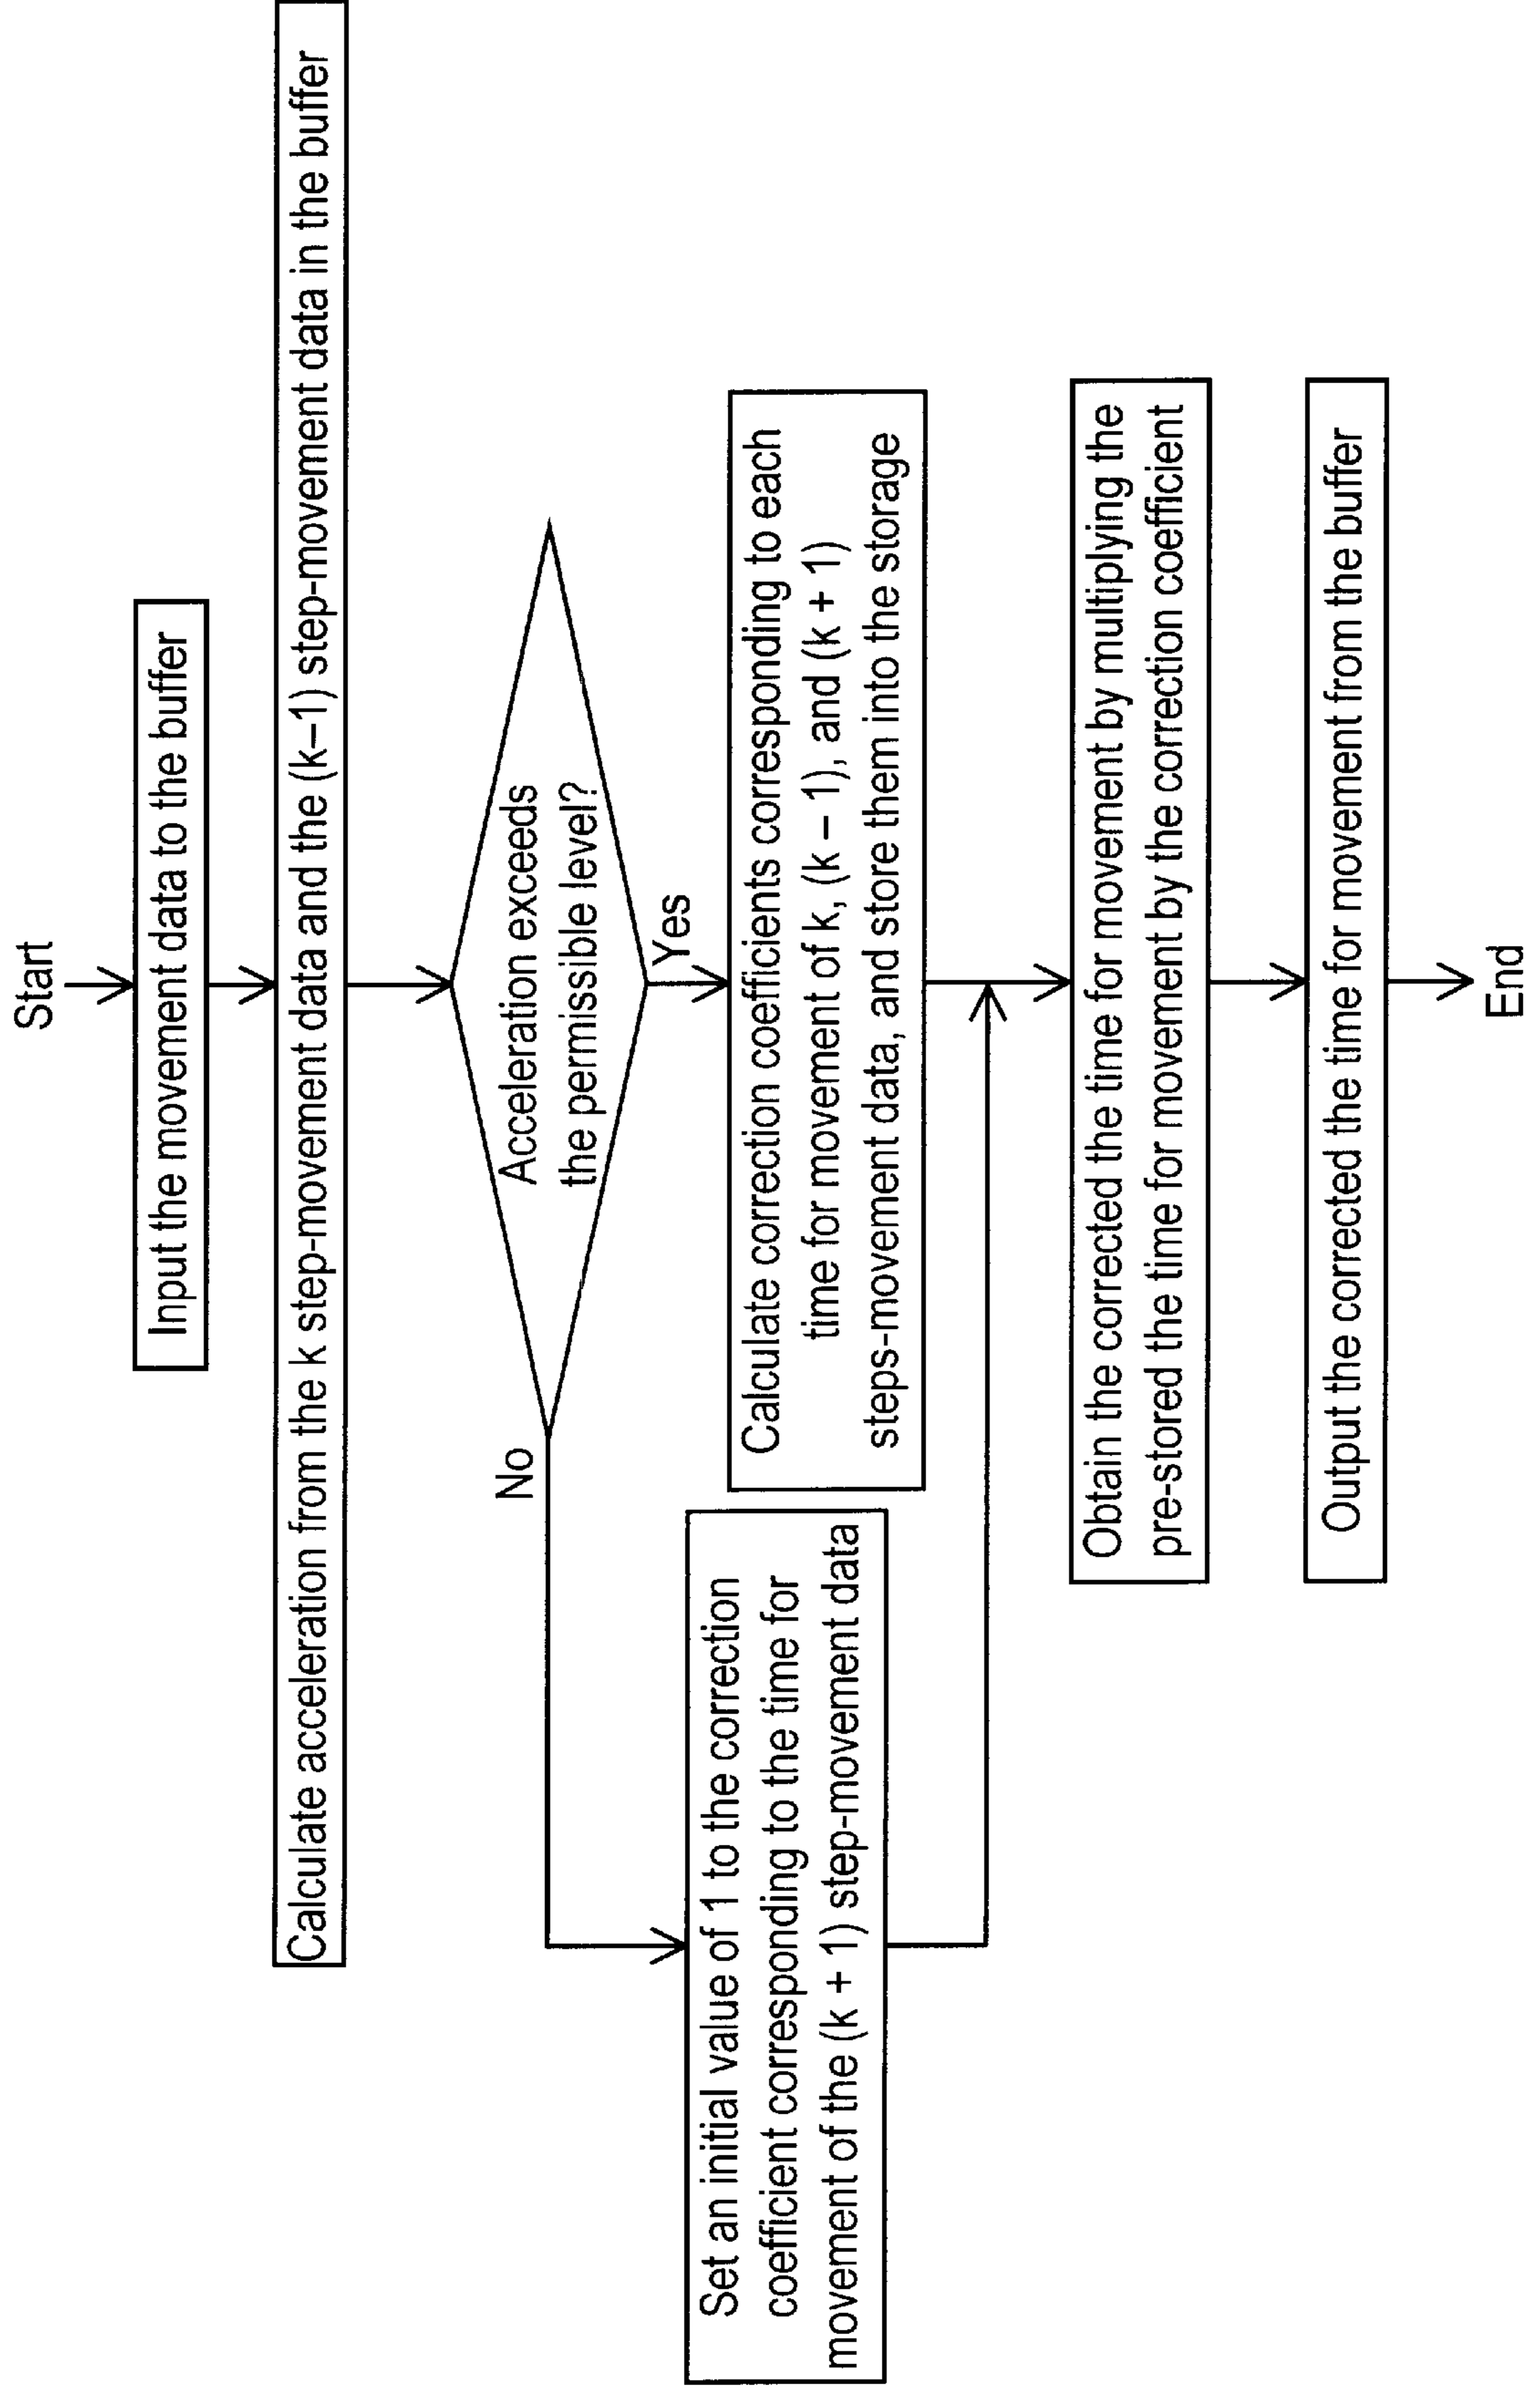 Start
Input the movement data to the buffer
Calculate acceleration from the k step-movement data and the (k–1) step-movement data in the buffer
Acceleration exceeds
the permissible level?
No
Yes
Set an initial value of 1 to the correction
coefficient corresponding to the time for
movement of the (k + 1) step-movement data
Calculate correction coefficients corresponding to each
time for movement of k, (k – 1), and (k + 1)
steps-movement data, and store them into the storage
Obtain the corrected the time for movement by multiplying the
pre-stored the time for movement by the correction coefficient
Output the corrected the time for movement from the buffer
End